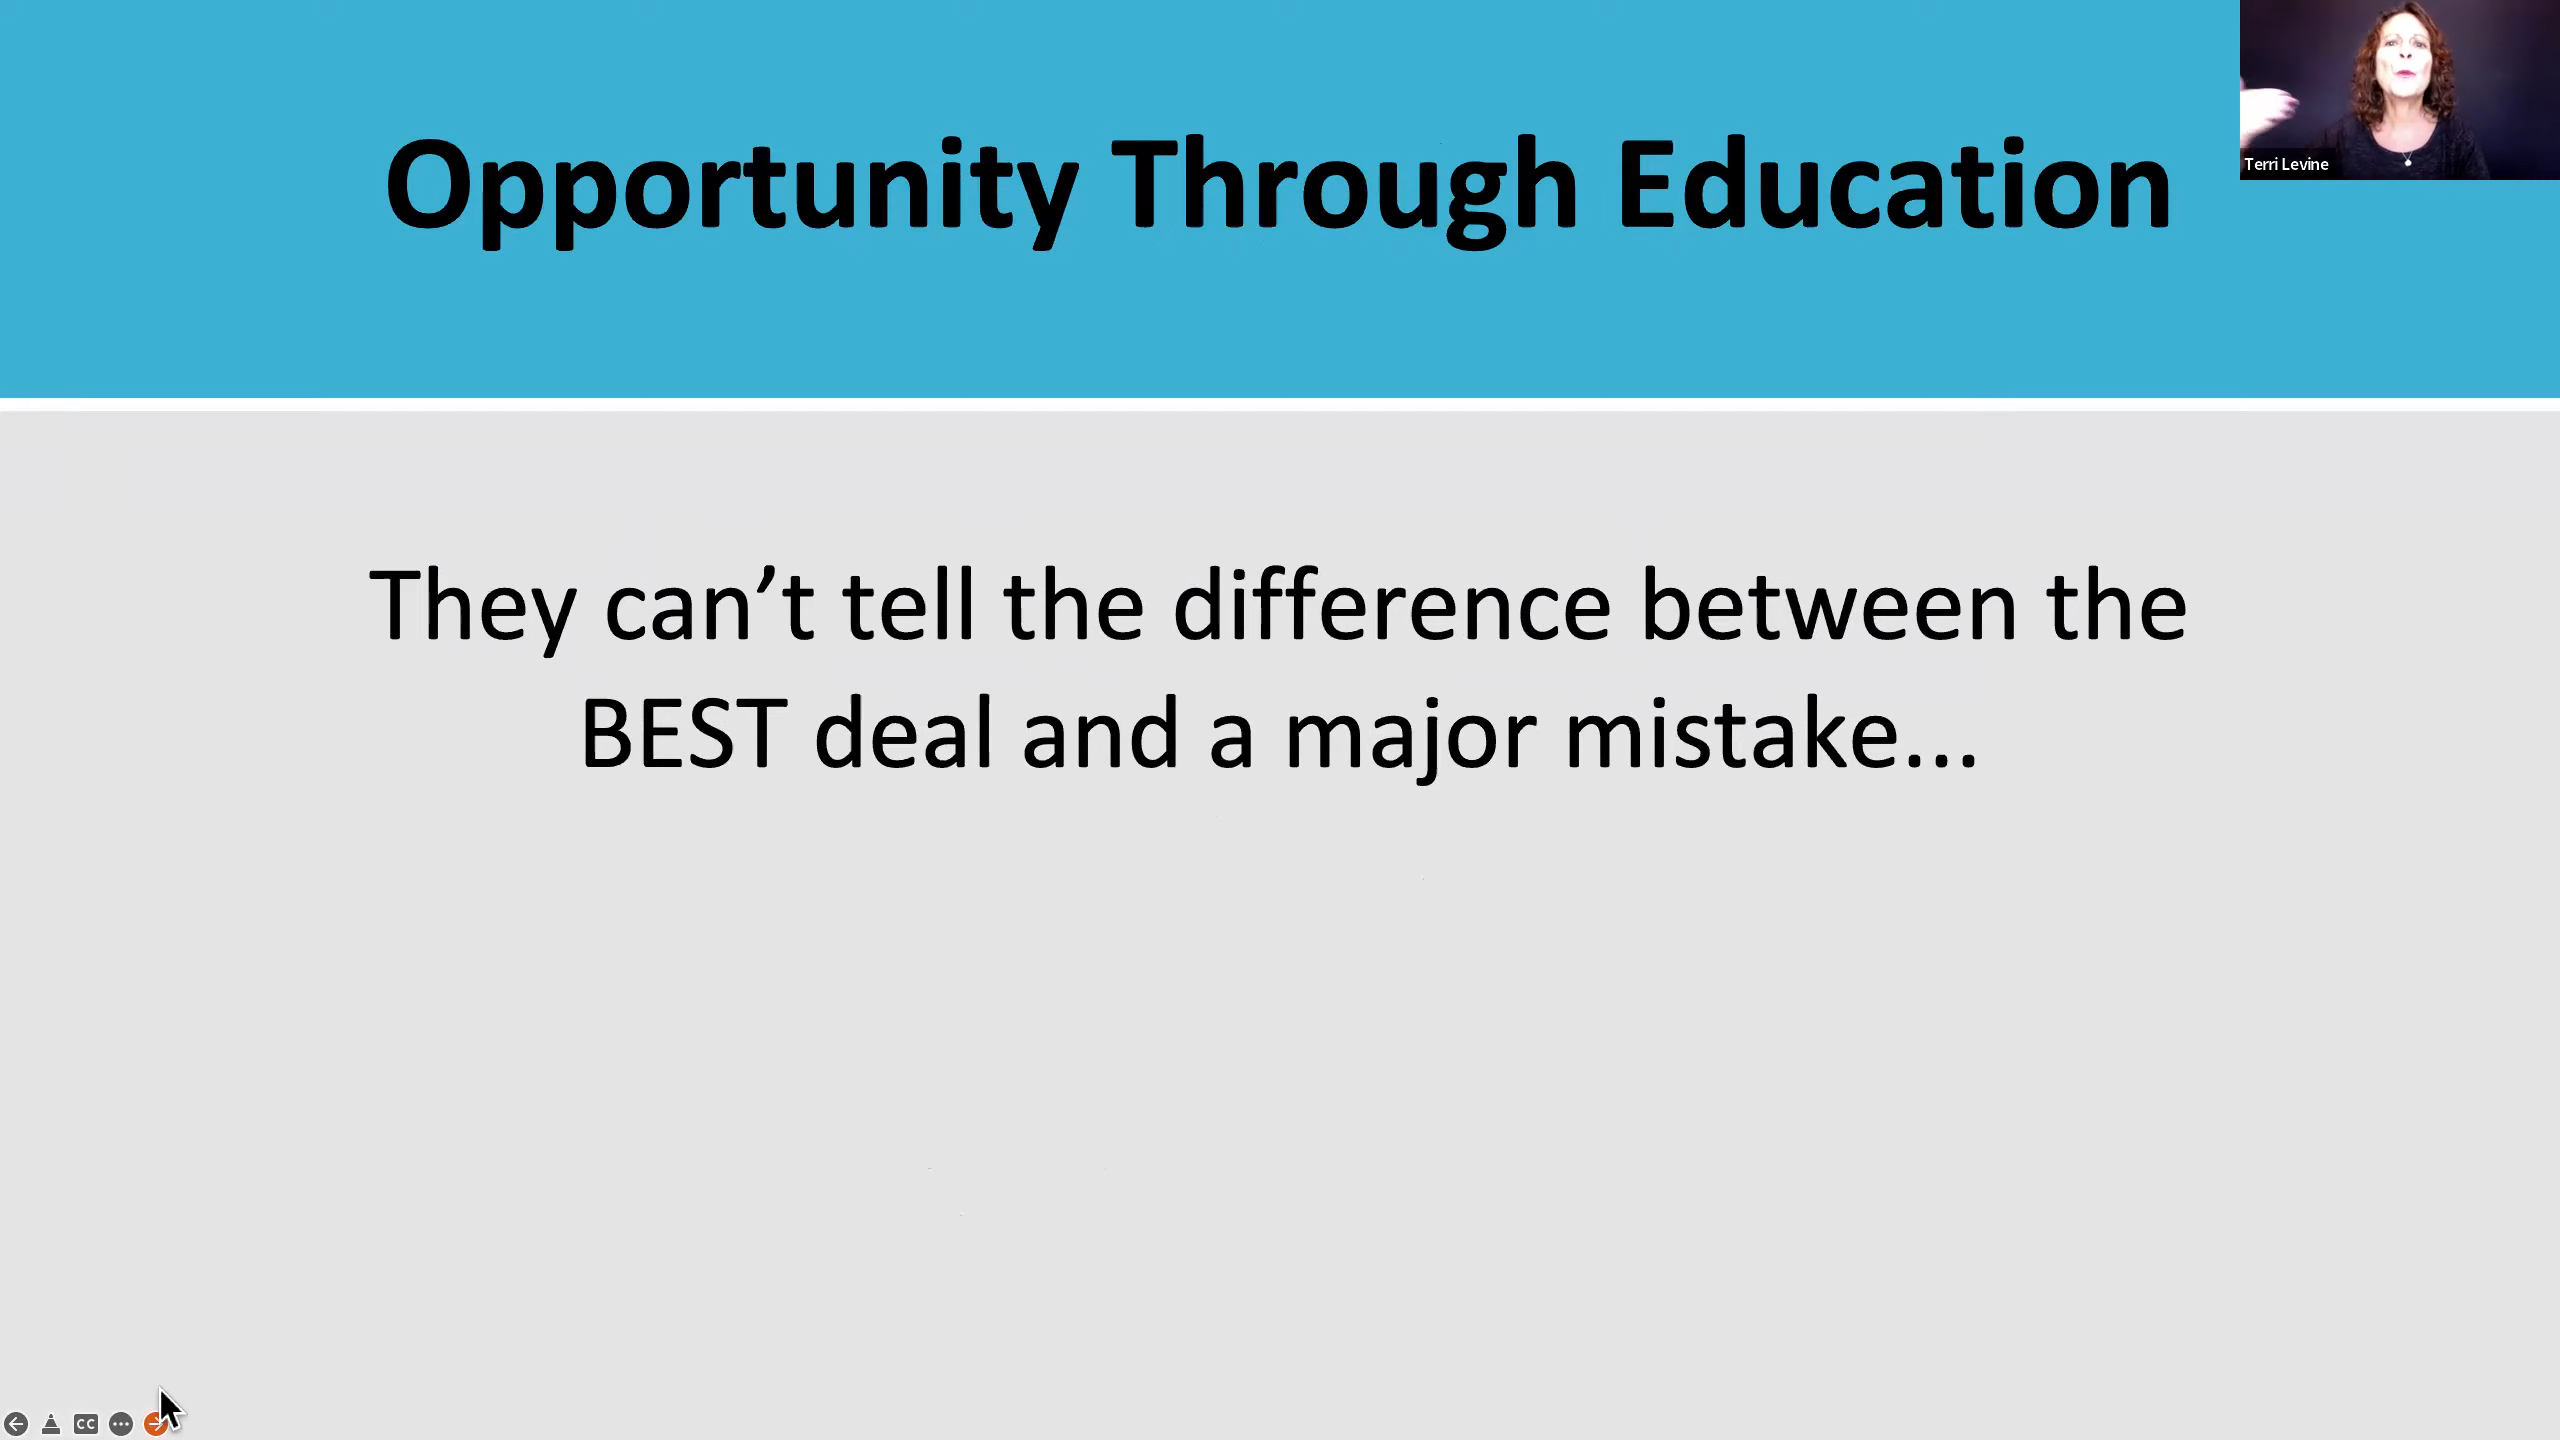 Opportunity Through Education
Terri Levine
They can’t tell the difference between the
BEST deal and a major mistake...
CC